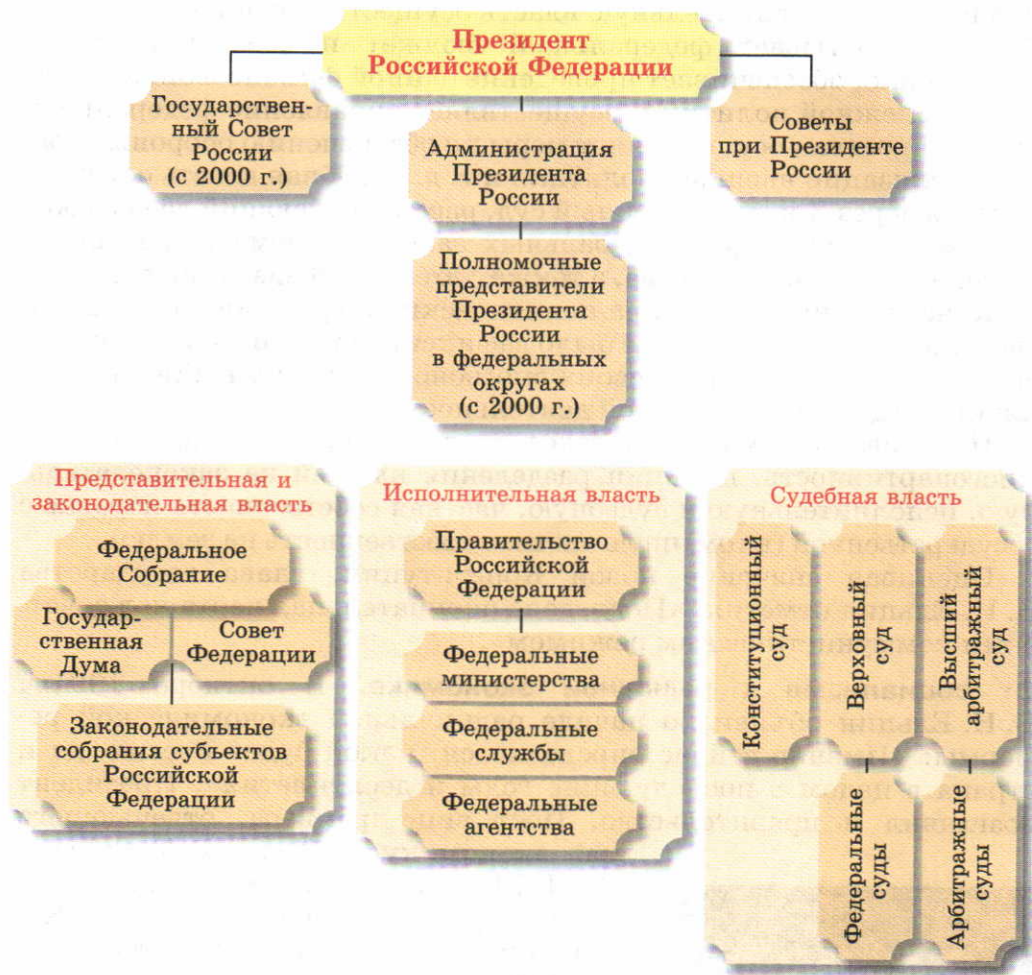 Президент
Российской Федерации
Государствен-
ный Совет
России
(с 2000 г.)
Администрация
Президента
России
Советы
при Президенте
России
Полномочные
представители
Президента
России
в федеральных
округах
(с 2000 г.)
Представительная и
законодательная власть
Федеральное
Собрание
Государ-
ственная
Дума
Совет
Федерации
Законодательные
собрания субъектов
Российской
Федерации
Исполнительная власть
Правительство
Российской
Федерации
Федеральные
министерства
Федеральные
службы
Федеральные
агентства
Судебная власть
Конституционный
суд
Верховный
суд
Высший
арбитражный
суд
Федеральные
суды
Арбитражные
суды